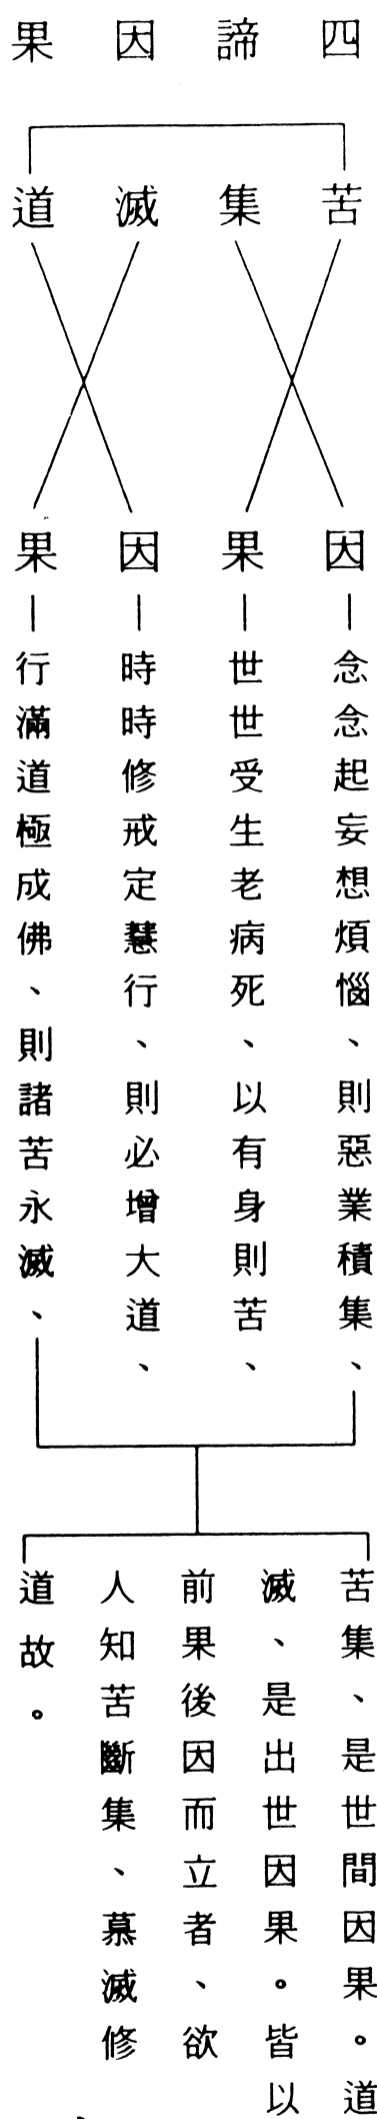 四諦因果
苦集滅道
因果因果
念念起妄想煩惱、則惡業積集、
世世受生老病死、以有身則苦、
時時修戒定慧行、則必增大道、
行滿道極成佛、則諸苦永滅、
苦集、是世間因果。道
滅、是出世因果。皆以
前果後因而立者、欲
人知苦斷集、慕滅修
道故。